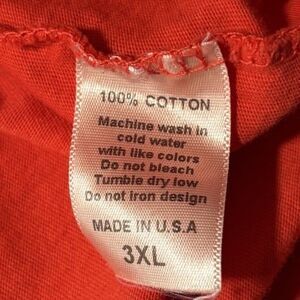 100% COTTON
Machine wash in
cold water
with like colors
Do not bleach
Tumble dry low
Do not iron design
MADE IN U.S.A
3XL